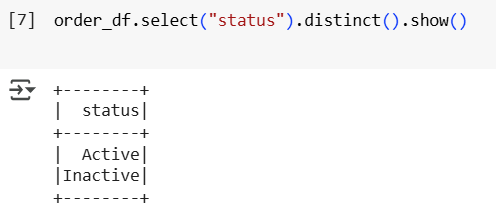 [7] order_df.select("status").distinct().show()
+--------+
|  status|
+--------+
|  Active|
|Inactive|
+--------+